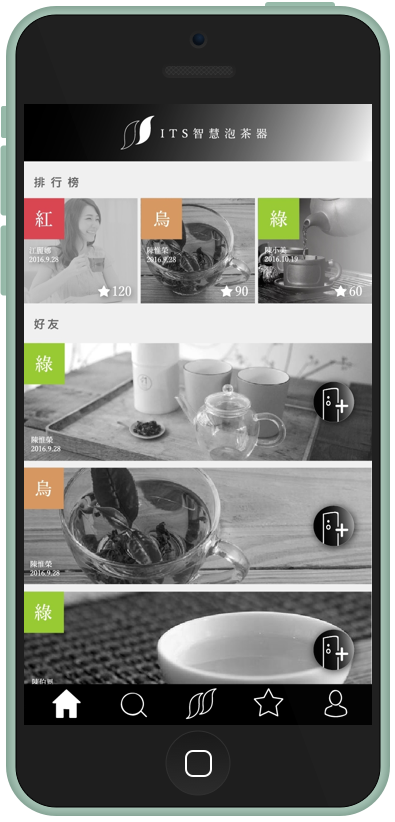 ITS智慧泡茶器
排行榜
紅
江麗娜
2016.9.28
120
烏
陳惟榮
2016.9.28
90
綠
陳小美
2016.10.19
60
好友
綠
陳惟榮
2016.9.28
烏
陳惟榮
2016.9.28
綠